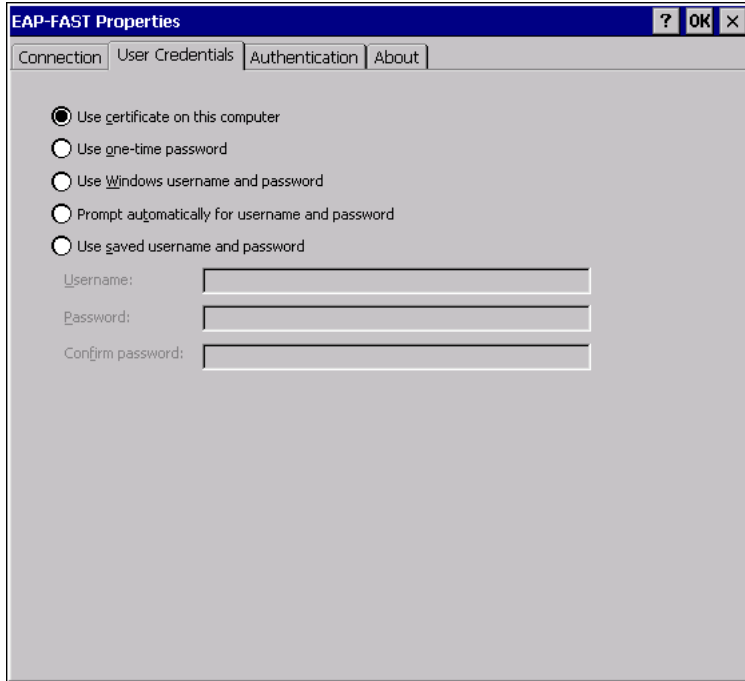 EAP-FAST Properties ? OK ×
Connection User Credentials Authentication About
Use certificate on this computer
Use one-time password
Use Windows username and password
Prompt automatically for username and password
Use saved username and password
Username:
Password:
Confirm password: